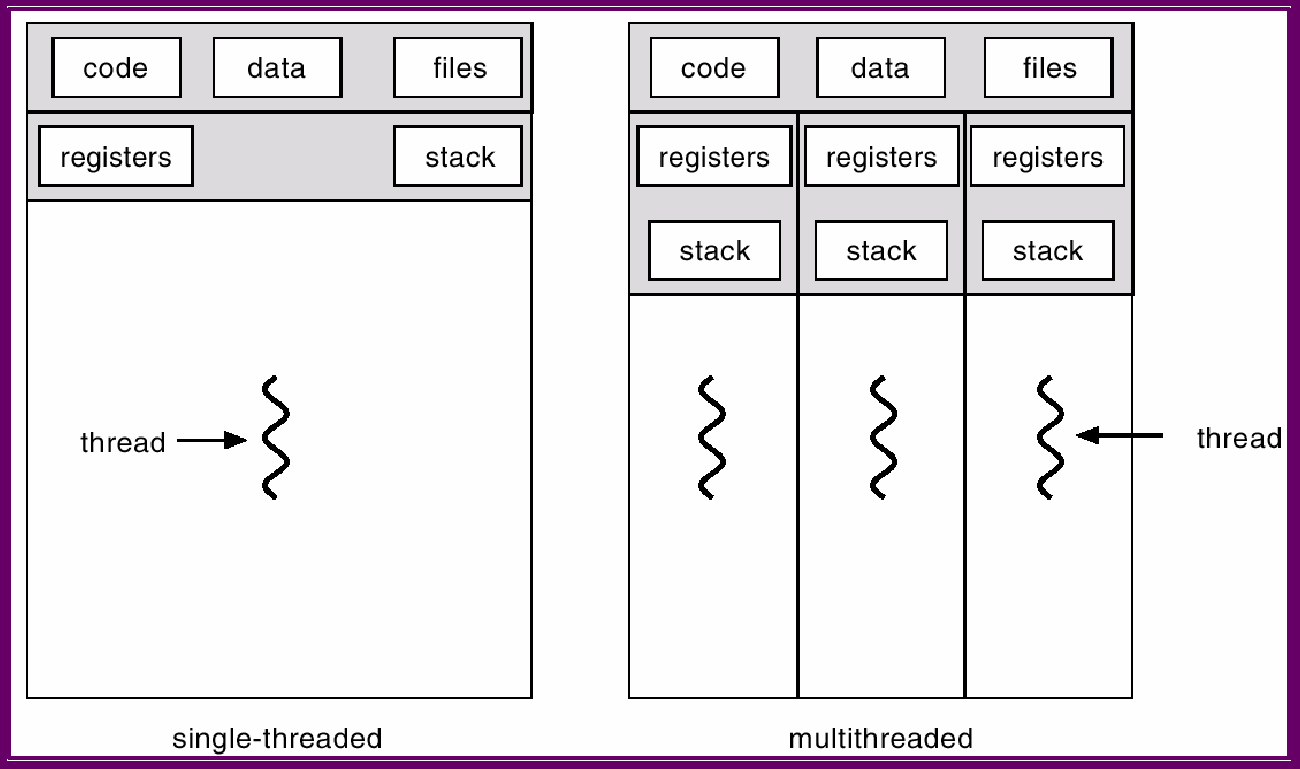 code data files
registers stack
thread
single-threaded
code data files
registers registers registers
stack stack stack
thread
multithreaded